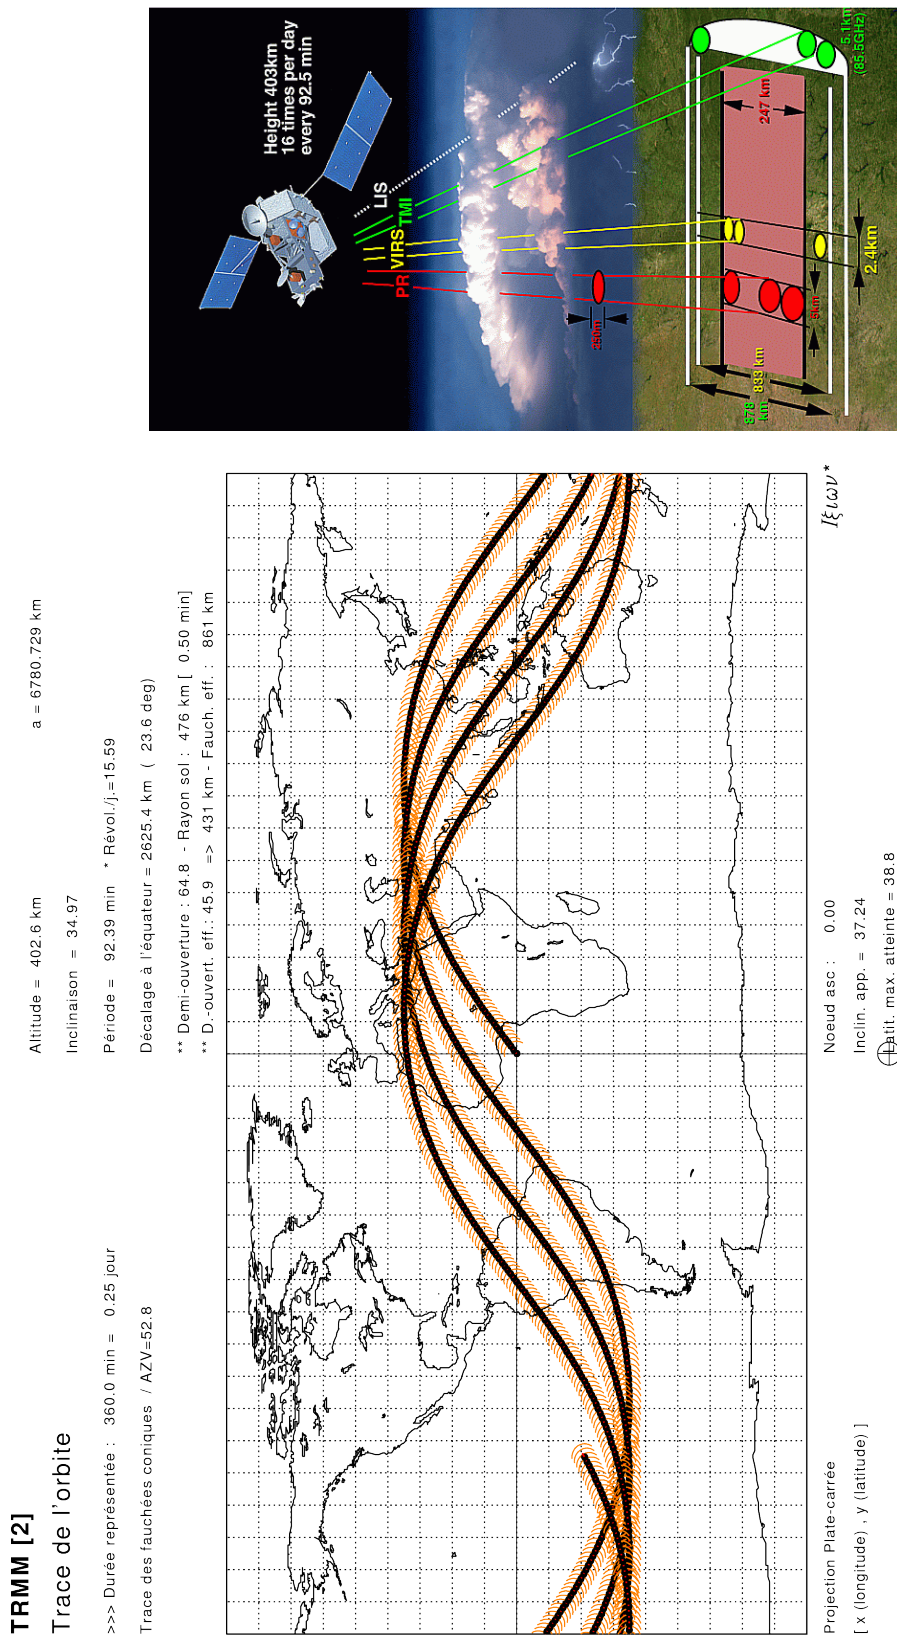 TRMM [2]
Trace de l'orbite
>>> Durée représentée : 360.0 min = 0.25 jour
Trace des fauchées coniques / AZV=52.8
Altitude = 402.6 km a = 6780.729 km
Inclinaison = 34.97
Période = 92.39 min * Révol./j.=15.59
Décalage à l'équateur = 2625.4 km ( 23.6 deg)
** Demi-ouverture : 64.8 - Rayon sol : 476 km [ 0.50 min]
** D.-ouvert. eff.: 45.9 => 431 km - Fauch. eff. : 861 km
Projection Plate-carrée
[ x (longitude) , y (latitude) ]
Noeud asc : 0.00
Inclin. app. = 37.24
Latit. max. atteinte = 38.8
Ιξιων*
Height 403km
16 times per day
every 92.5 min
LIS
TMI
VIRS
PR
250m
5.1km
(85.5GHz)
247 km
2.4km
5km
833 km
878
km